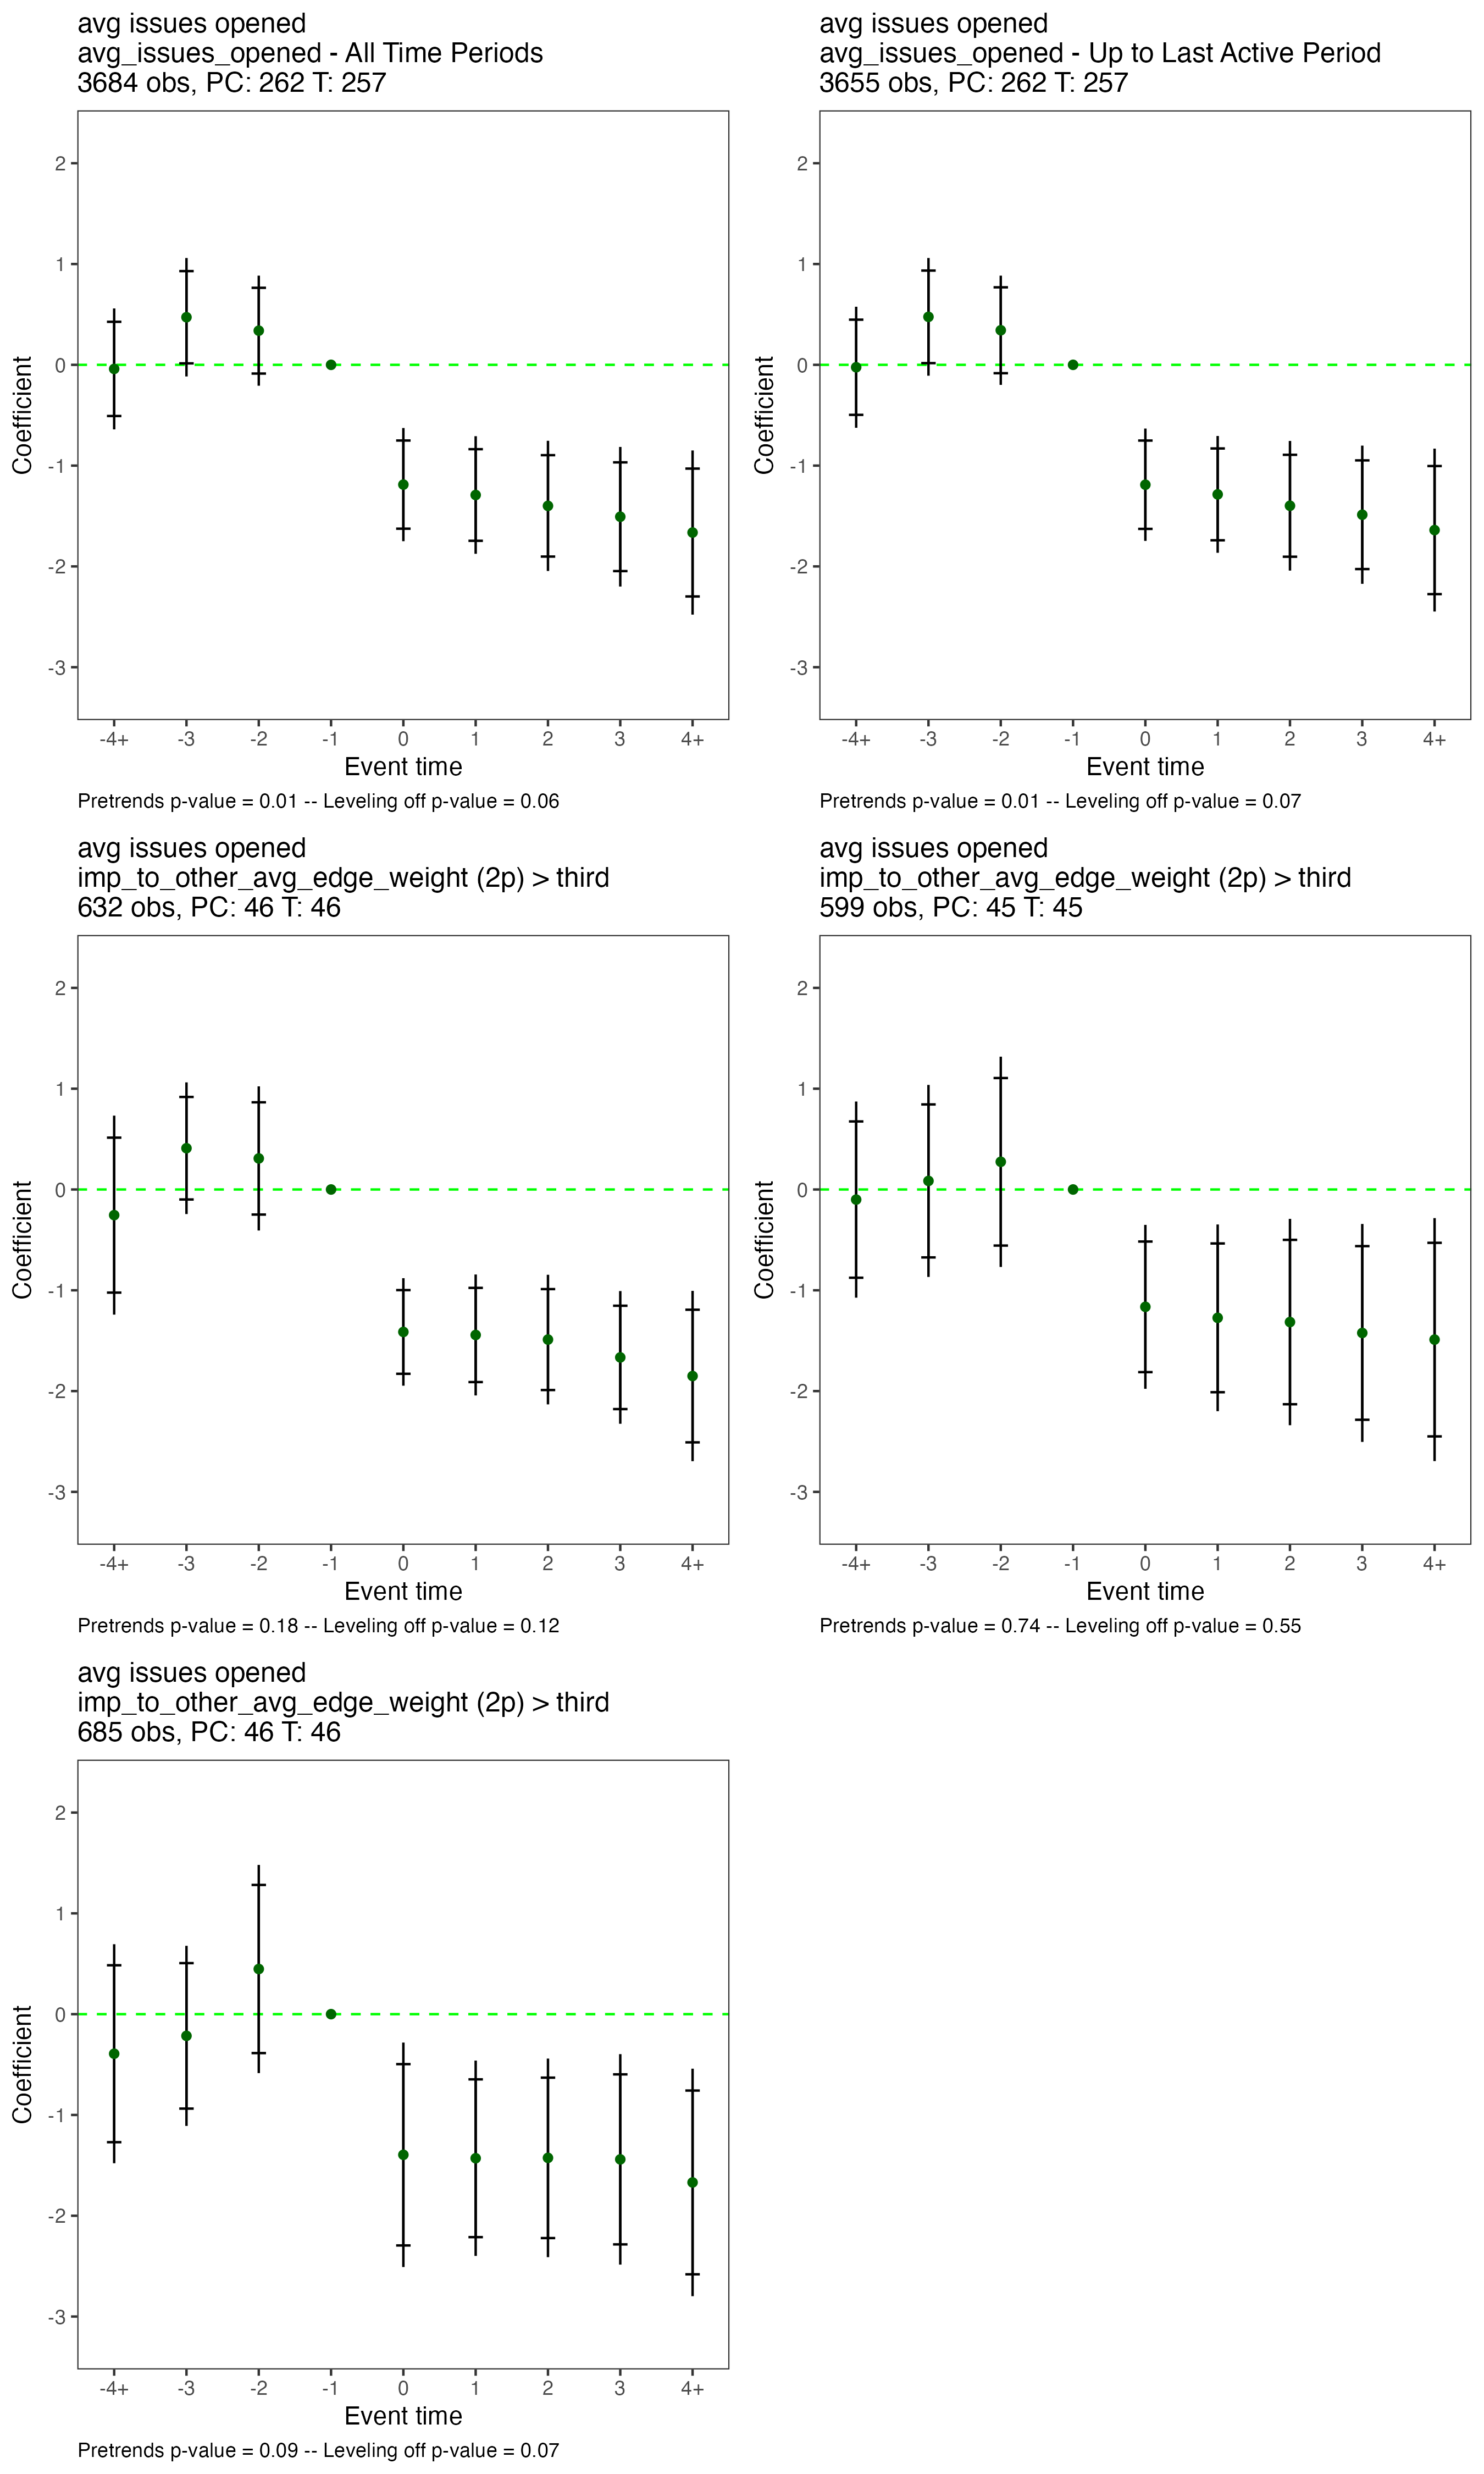 avg issues opened
avg_issues_opened - All Time Periods
3684 obs, PC: 262 T: 257
Coefficient
2
1
0
-1
-2
-3
-4+ -3 -2 -1 0 1 2 3 4+
Event time
Pretrends p-value = 0.01 -- Leveling off p-value = 0.06
avg issues opened
avg_issues_opened - Up to Last Active Period
3655 obs, PC: 262 T: 257
Coefficient
2
1
0
-1
-2
-3
-4+ -3 -2 -1 0 1 2 3 4+
Event time
Pretrends p-value = 0.01 -- Leveling off p-value = 0.07
avg issues opened
imp_to_other_avg_edge_weight (2p) > third
632 obs, PC: 46 T: 46
Coefficient
2
1
0
-1
-2
-3
-4+ -3 -2 -1 0 1 2 3 4+
Event time
Pretrends p-value = 0.18 -- Leveling off p-value = 0.12
avg issues opened
imp_to_other_avg_edge_weight (2p) > third
599 obs, PC: 45 T: 45
Coefficient
2
1
0
-1
-2
-3
-4+ -3 -2 -1 0 1 2 3 4+
Event time
Pretrends p-value = 0.74 -- Leveling off p-value = 0.55
avg issues opened
imp_to_other_avg_edge_weight (2p) > third
685 obs, PC: 46 T: 46
Coefficient
2
1
0
-1
-2
-3
-4+ -3 -2 -1 0 1 2 3 4+
Event time
Pretrends p-value = 0.09 -- Leveling off p-value = 0.07